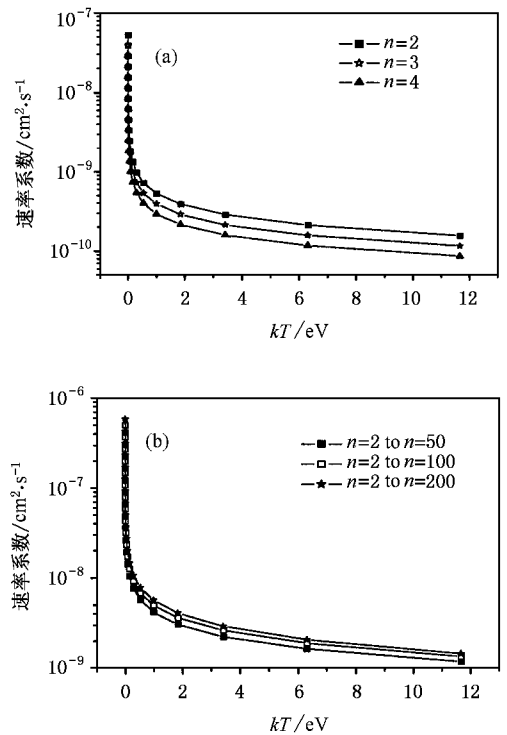 (a)
n=2
n=3
n=4
10⁻⁷
10⁻⁸
10⁻⁹
10⁻¹⁰
速率系数/cm²·s⁻¹
0 2 4 6 8 10 12
kT/eV
(b)
n=2 to n=50
n=2 to n=100
n=2 to n=200
10⁻⁶
10⁻⁷
10⁻⁸
10⁻⁹
速率系数/cm²·s⁻¹
0 2 4 6 8 10 12
kT/eV